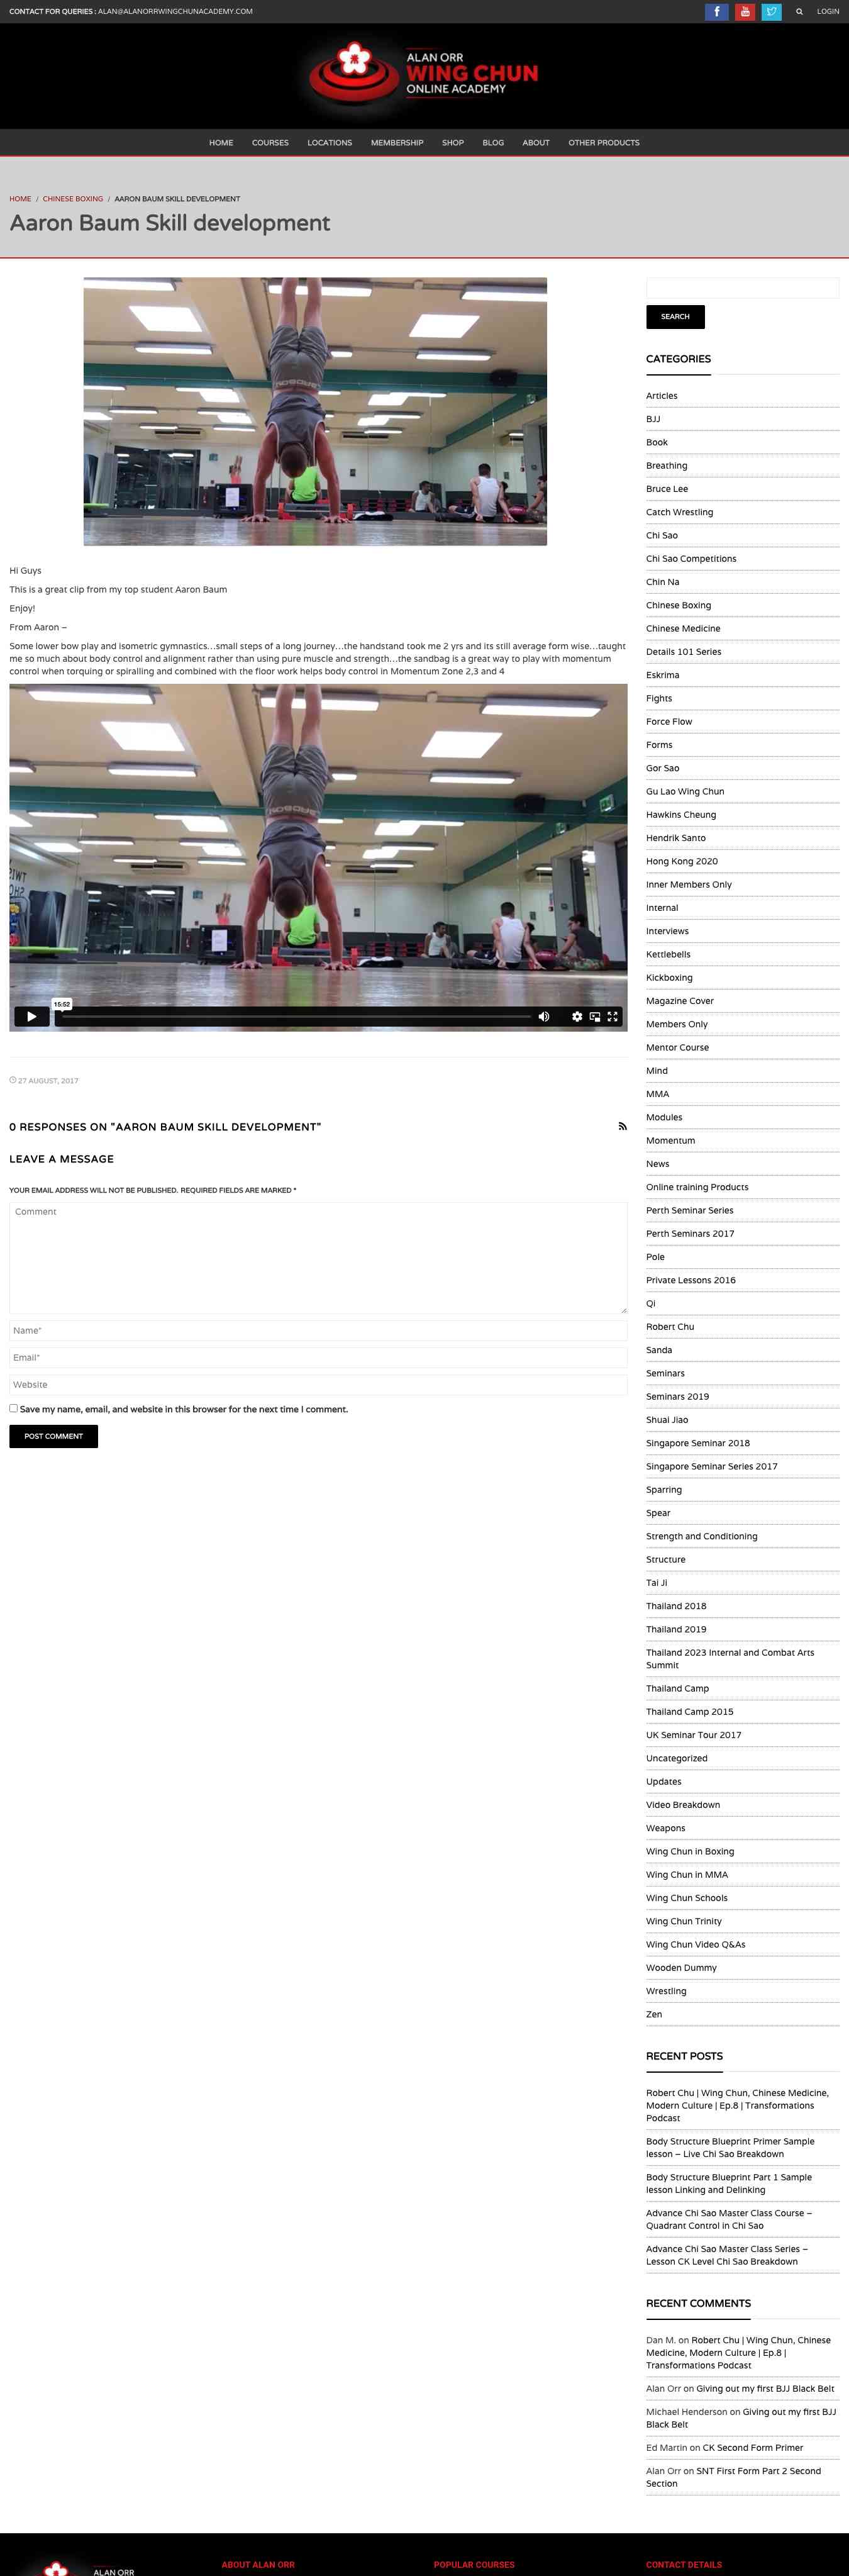 CONTACT FOR QUERIES : ALAN@ALANORRWINGCHUNACADEMY.COM
LOGIN
ALAN ORR
WING CHUN
ONLINE ACADEMY
HOME COURSES LOCATIONS MEMBERSHIP SHOP BLOG ABOUT OTHER PRODUCTS
HOME / CHINESE BOXING / AARON BAUM SKILL DEVELOPMENT
Aaron Baum Skill development
Hi Guys
This is a great clip from my top student Aaron Baum
Enjoy!
From Aaron –
Some lower bow play and isometric gymnastics…small steps of a long journey…the handstand took me 2 yrs and its still average form wise…taught
me so much about body control and alignment rather than using pure muscle and strength…the sandbag is a great way to play with momentum
control when torquing or spiralling and combined with the floor work helps body control in Momentum Zone 2,3 and 4
15:52
27 AUGUST, 2017
0 RESPONSES ON "AARON BAUM SKILL DEVELOPMENT"
LEAVE A MESSAGE
YOUR EMAIL ADDRESS WILL NOT BE PUBLISHED. REQUIRED FIELDS ARE MARKED *
Comment
Name*
Email*
Website
Save my name, email, and website in this browser for the next time I comment.
POST COMMENT
SEARCH
CATEGORIES
Articles
BJJ
Book
Breathing
Bruce Lee
Catch Wrestling
Chi Sao
Chi Sao Competitions
Chin Na
Chinese Boxing
Chinese Medicine
Details 101 Series
Eskrima
Fights
Force Flow
Forms
Gor Sao
Gu Lao Wing Chun
Hawkins Cheung
Hendrik Santo
Hong Kong 2020
Inner Members Only
Internal
Interviews
Kettlebells
Kickboxing
Magazine Cover
Members Only
Mentor Course
Mind
MMA
Modules
Momentum
News
Online training Products
Perth Seminar Series
Perth Seminars 2017
Pole
Private Lessons 2016
Qi
Robert Chu
Sanda
Seminars
Seminars 2019
Shuai Jiao
Singapore Seminar 2018
Singapore Seminar Series 2017
Sparring
Spear
Strength and Conditioning
Structure
Tai Ji
Thailand 2018
Thailand 2019
Thailand 2023 Internal and Combat Arts
Summit
Thailand Camp
Thailand Camp 2015
UK Seminar Tour 2017
Uncategorized
Updates
Video Breakdown
Weapons
Wing Chun in Boxing
Wing Chun in MMA
Wing Chun Schools
Wing Chun Trinity
Wing Chun Video Q&As
Wooden Dummy
Wrestling
Zen
RECENT POSTS
Robert Chu | Wing Chun, Chinese Medicine,
Modern Culture | Ep.8 | Transformations
Podcast
Body Structure Blueprint Primer Sample
lesson – Live Chi Sao Breakdown
Body Structure Blueprint Part 1 Sample
lesson Linking and Delinking
Advance Chi Sao Master Class Course –
Quadrant Control in Chi Sao
Advance Chi Sao Master Class Series –
Lesson CK Level Chi Sao Breakdown
RECENT COMMENTS
Dan M. on Robert Chu | Wing Chun, Chinese
Medicine, Modern Culture | Ep.8 |
Transformations Podcast
Alan Orr on Giving out my first BJJ Black Belt
Michael Henderson on Giving out my first BJJ
Black Belt
Ed Martin on CK Second Form Primer
Alan Orr on SNT First Form Part 2 Second
Section
ALAN ORR
ABOUT ALAN ORR
POPULAR COURSES
CONTACT DETAILS